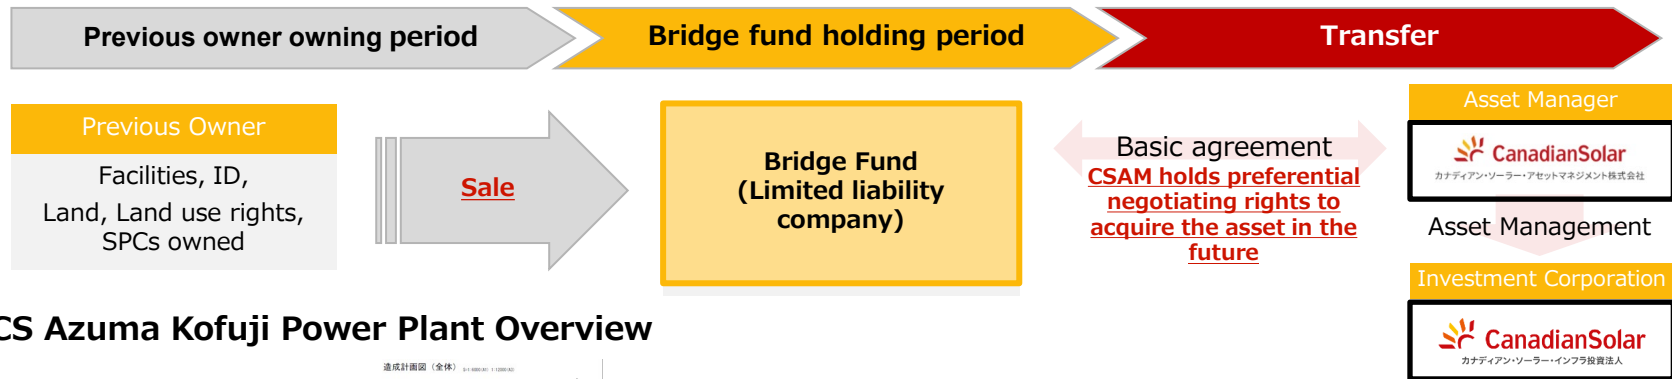 Previous owner owning period
Bridge fund holding period
Transfer
Previous Owner
Facilities, ID,
Land, Land use rights,
SPCs owned
Sale
Bridge Fund
(Limited liability
company)
Basic agreement
CSAM holds preferential
negotiating rights to
acquire the asset in the
future
Asset Manager
CanadianSolar
カナディアン・ソーラー・アセットマネジメント株式会社
Asset Management
Investment Corporation
CanadianSolar
カナディアン・ソーラー・インフラ投資法人
CS Azuma Kofuji Power Plant Overview
造成計画図（全体）